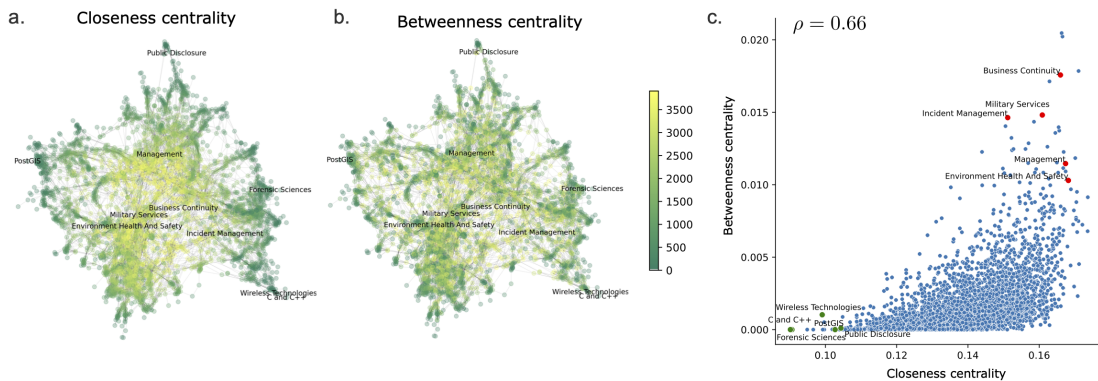 a.
Closeness centrality
Public Disclosure
PostGIS
Management
Forensic Sciences
Business Continuity
Military Services
Environment Health And Safety
Incident Management
Wireless Technologies
C and C++
b.
Betweenness centrality
Public Disclosure
PostGIS
Management
Forensic Sciences
Business Continuity
Military Services
Environment Health And Safety
Incident Management
Wireless Technologies
C and C++
3500
3000
2500
2000
1500
1000
500
0
c.
ρ = 0.66
Betweenness centrality
0.020
0.015
0.010
0.005
0.000
Business Continuity
Military Services
Incident Management
Management
Environment Health And Safety
Wireless Technologies
C and C++
PostGIS
Forensic Sciences
Public Disclosure
0.10
0.12
0.14
0.16
Closeness centrality